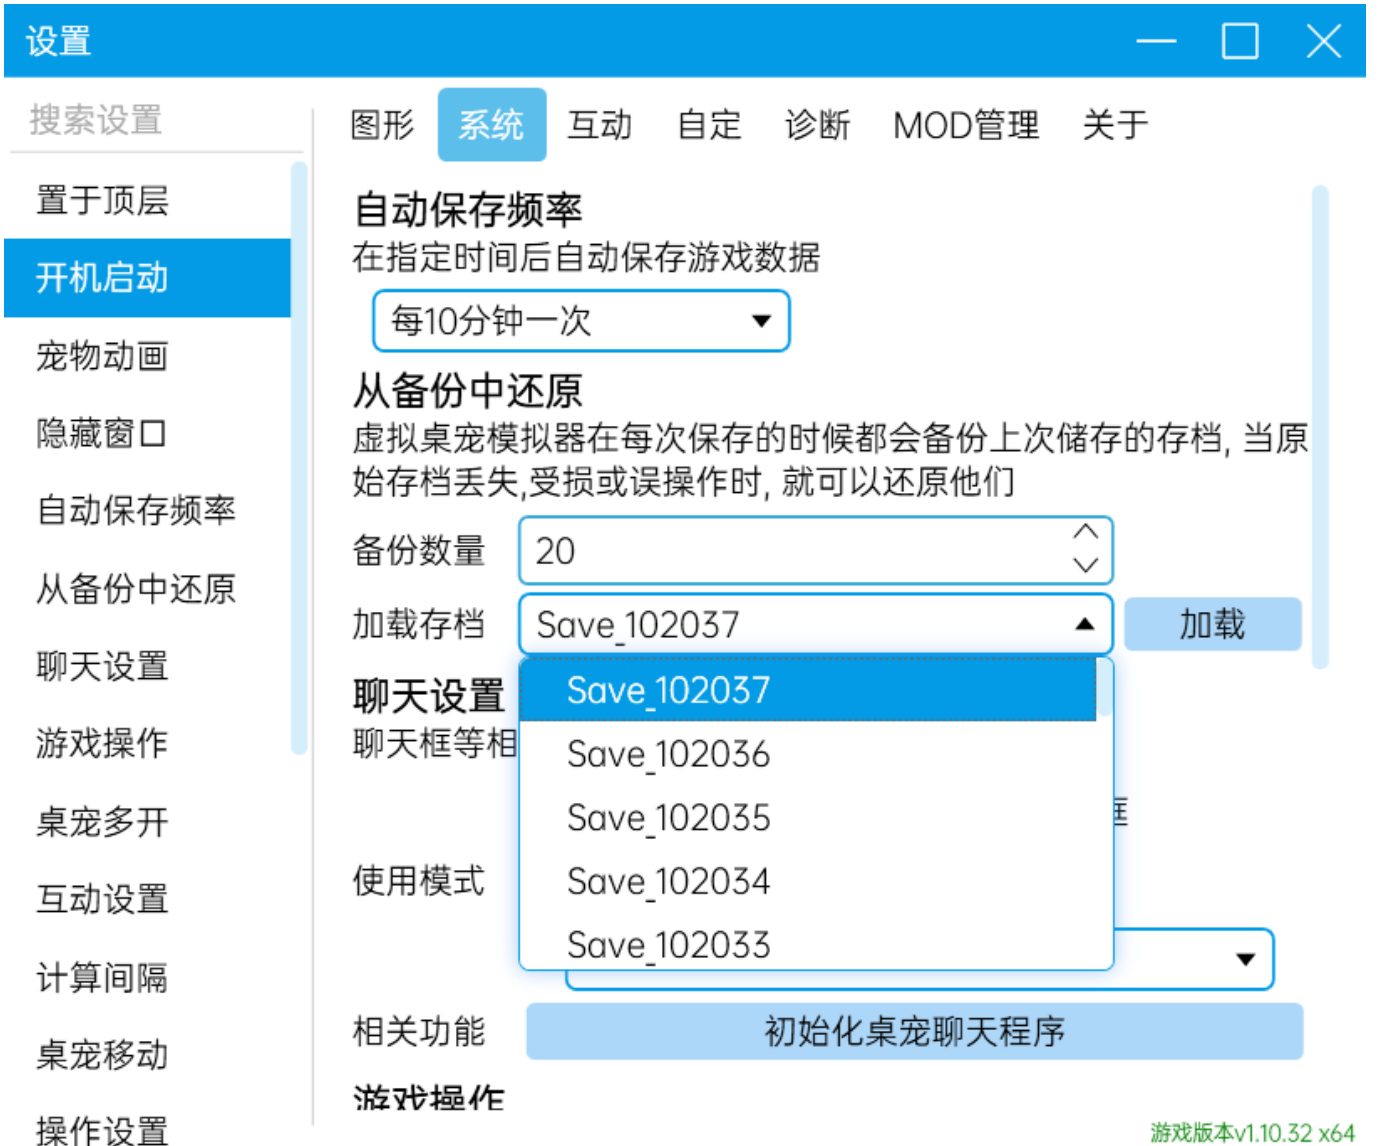 设置
搜索设置
置于顶层
开机启动
宠物动画
隐藏窗口
自动保存频率
从备份中还原
聊天设置
游戏操作
桌宠多开
互动设置
计算间隔
桌宠移动
操作设置
图形 系统 互动 自定 诊断 MOD管理 关于
自动保存频率
在指定时间后自动保存游戏数据
每10分钟一次
从备份中还原
虚拟桌宠模拟器在每次保存的时候都会备份上次储存的存档, 当原
始存档丢失,受损或误操作时, 就可以还原他们
备份数量 20
加载存档 Save_102037 加载
Save_102037
Save_102036
Save_102035
Save_102034
Save_102033
聊天设置
聊天框等相
框
使用模式
相关功能 初始化桌宠聊天程序
游戏操作
游戏版本v1.10.32 x64